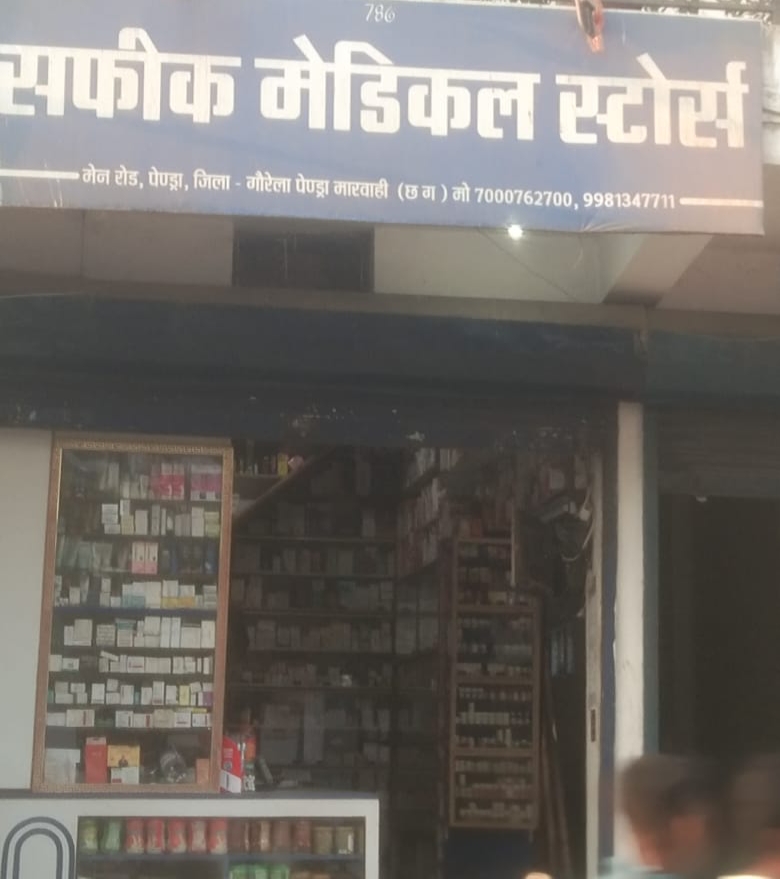 786
सफीक मेडिकल स्टोर्स
मेन रोड, पेण्ड्रा, जिला - गौरेला पेण्ड्रा मारवाही (छ ग ) मो 7000762700, 9981347711